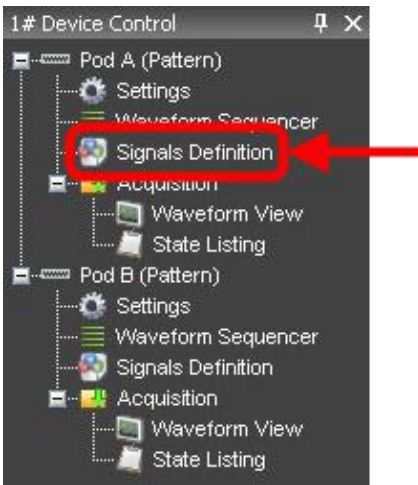 1# Device Control
Pod A (Pattern)
Settings
Waveform Sequencer
Signals Definition
Acquisition
Waveform View
State Listing
Pod B (Pattern)
Settings
Waveform Sequencer
Signals Definition
Acquisition
Waveform View
State Listing